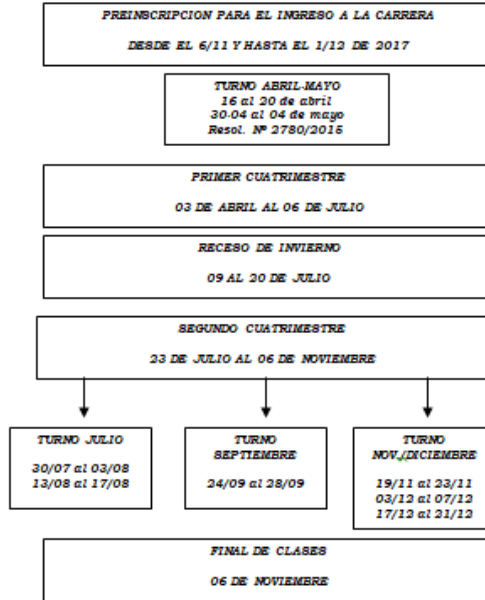 PREINSCRIPCION PARA EL INGRESO A LA CARRERA
DESDE EL 6/11 Y HASTA EL 1/12 DE 2017
TURNO ABRIL-MAYO
16 al 20 de abril
30-04 al 04 de mayo
Resol. Nº 2780/2015
PRIMER CUATRIMESTRE
03 DE ABRIL AL 06 DE JULIO
RECESO DE INVIERNO
09 AL 20 DE JULIO
SEGUNDO CUATRIMESTRE
23 DE JULIO AL 06 DE NOVIEMBRE
TURNO JULIO
30/07 al 03/08
13/08 al 17/08
TURNO
SEPTIEMBRE
24/09 al 28/09
TURNO
NOV./DICIEMBRE
19/11 al 23/11
03/12 al 07/12
17/12 al 21/12
FINAL DE CLASES
06 DE NOVIEMBRE